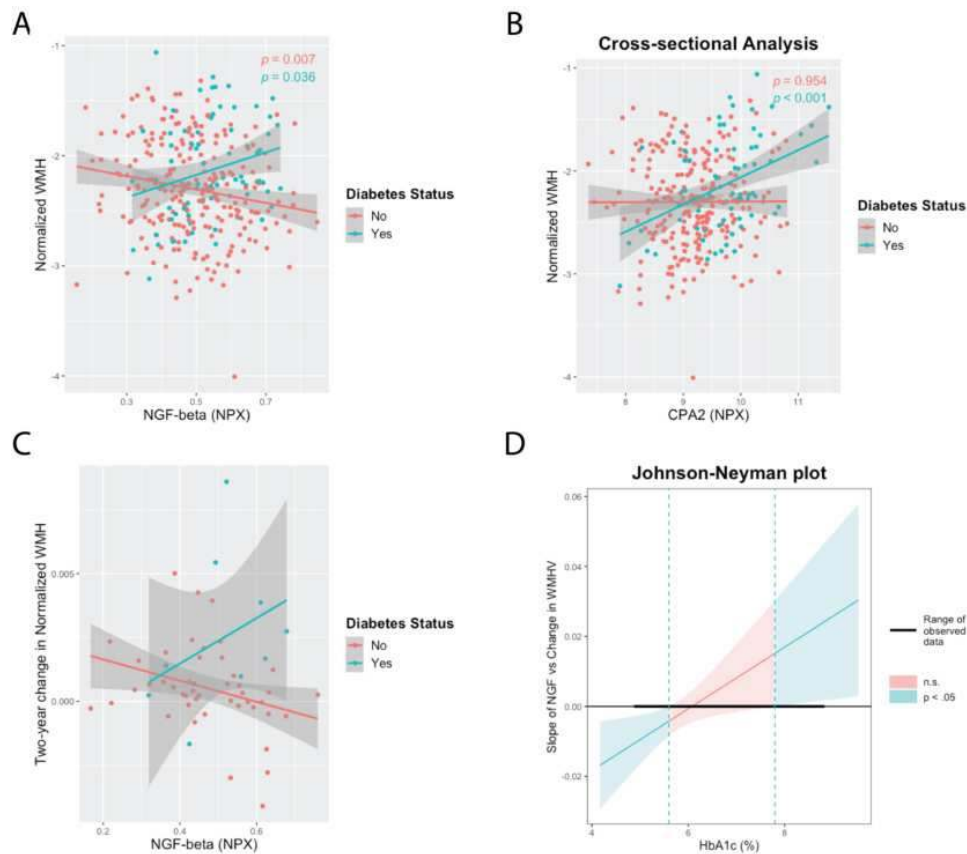 A
-1
-2
-3
-4
Normalized WMH
p = 0.007
p = 0.036
0.3
0.5
0.7
NGF-beta (NPX)
Diabetes Status
No
Yes
B
Cross-sectional Analysis
-1
-2
-3
-4
Normalized WMH
p = 0.954
p < 0.001
8
9
10
11
CPA2 (NPX)
Diabetes Status
No
Yes
C
0.005
0.000
Two-year change in Normalized WMH
0.2
0.4
0.6
NGF-beta (NPX)
Diabetes Status
No
Yes
D
Johnson-Neyman plot
0.06
0.04
0.02
0.00
-0.02
Slope of NGF vs Change in WMHV
4
6
8
HbA1c (%)
Range of
observed
data
n.s.
p < .05